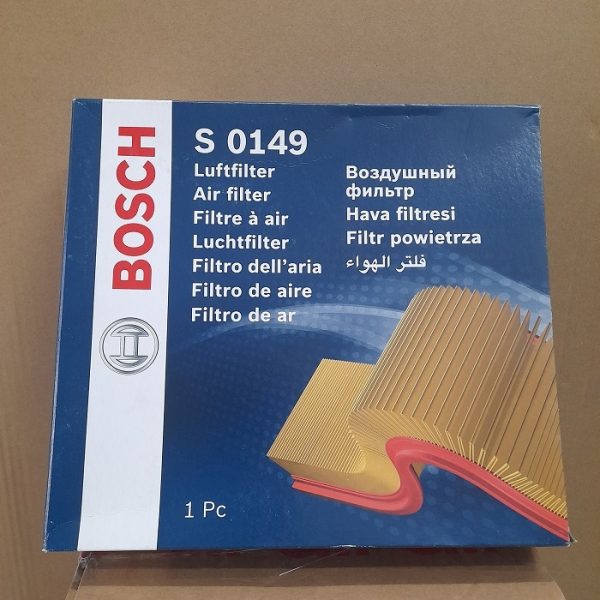 BOSCH
S 0149
Luftfilter
Air filter
Filtre à air
Luchtfilter
Filtro dell'aria
Filtro de aire
Filtro de ar
Воздушный
фильтр
Hava filtresi
Filtr powietrza
فلتر الهواء
1 Pc